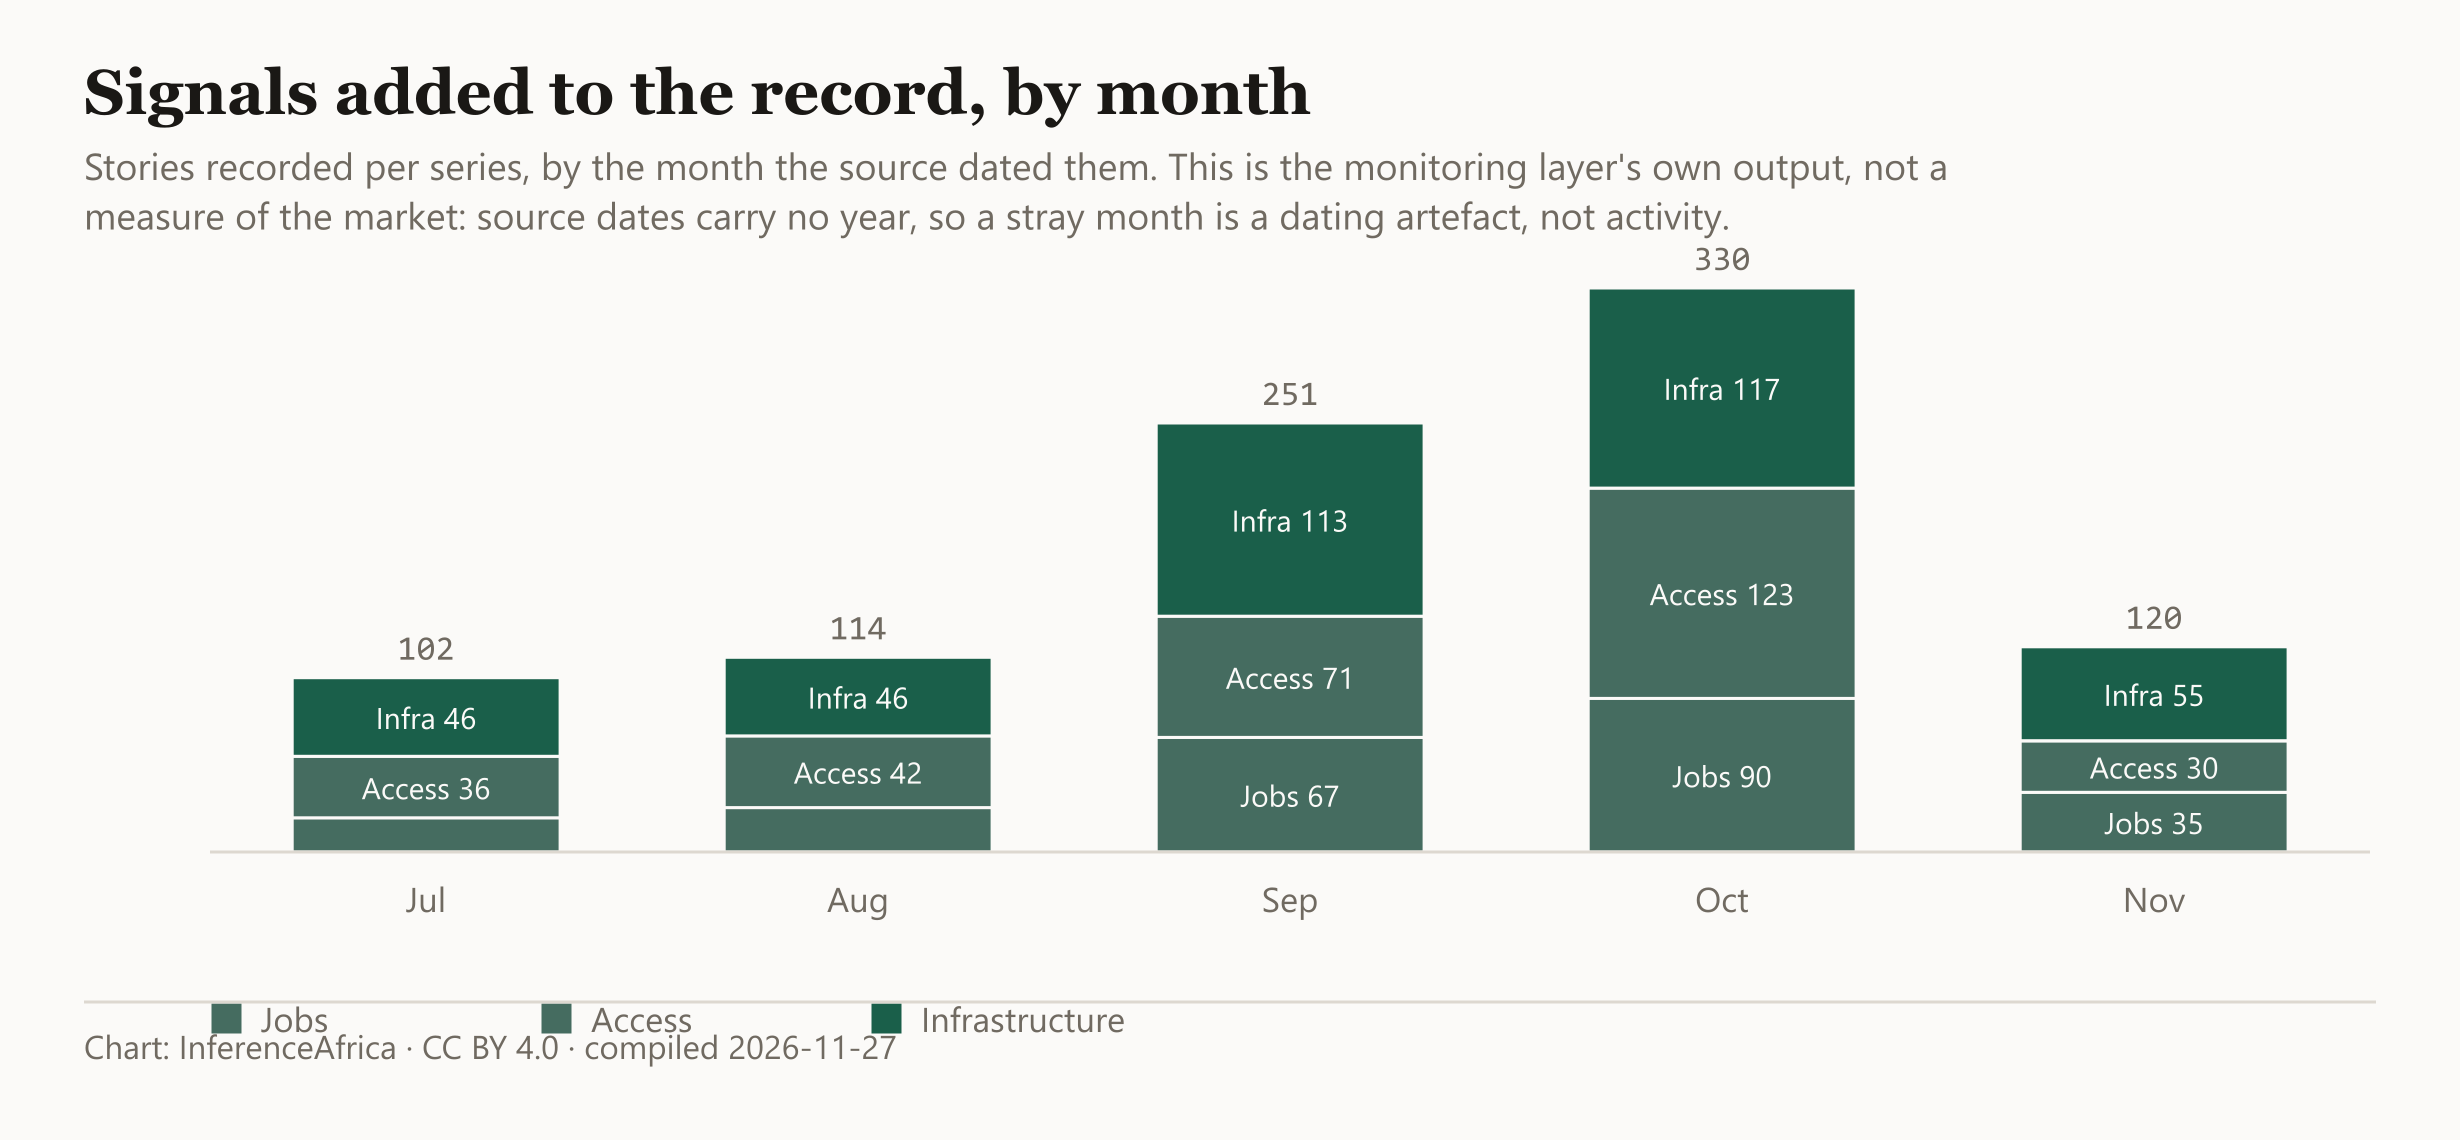 Signals added to the record, by month
Stories recorded per series, by the month the source dated them. This is the monitoring layer's own output, not a
measure of the market: source dates carry no year, so a stray month is a dating artefact, not activity.
330
Infra 117
251
Infra 113
Access 123
120
114
102
Access 71
Infra 55
Infra 46
Infra 46
Access 30
Access 42
Jobs 90
Access 36
Jobs 67
Jobs 35
Jul Aug Sep Oct Nov
Jobs Access Infrastructure
Chart: InferenceAfrica · CC BY 4.0 · compiled 2026-11-27